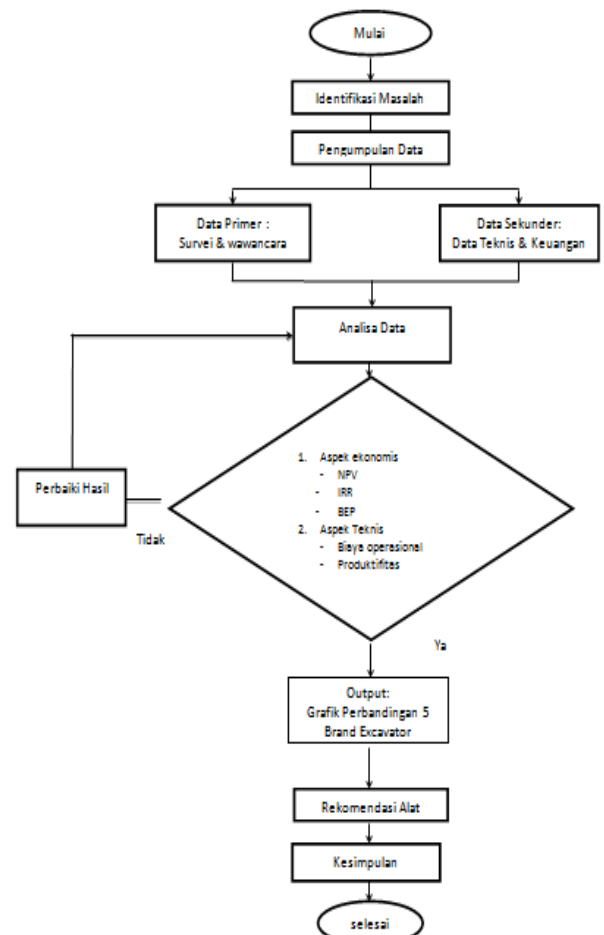 Mulai
Identifikasi Masalah
Pengumpulan Data
Data Primer :
Survei & wawancara
Data Sekunder:
Data Teknis & Keuangan
Analisa Data
1. Aspek ekonomis
- NPV
- IRR
- BEP
2. Aspek Teknis
- Biaya operasional
- Produktifitas
Perbaiki Hasil
Tidak
Ya
Output:
Grafik Perbandingan 5
Brand Excavator
Rekomendasi Alat
Kesimpulan
selesai